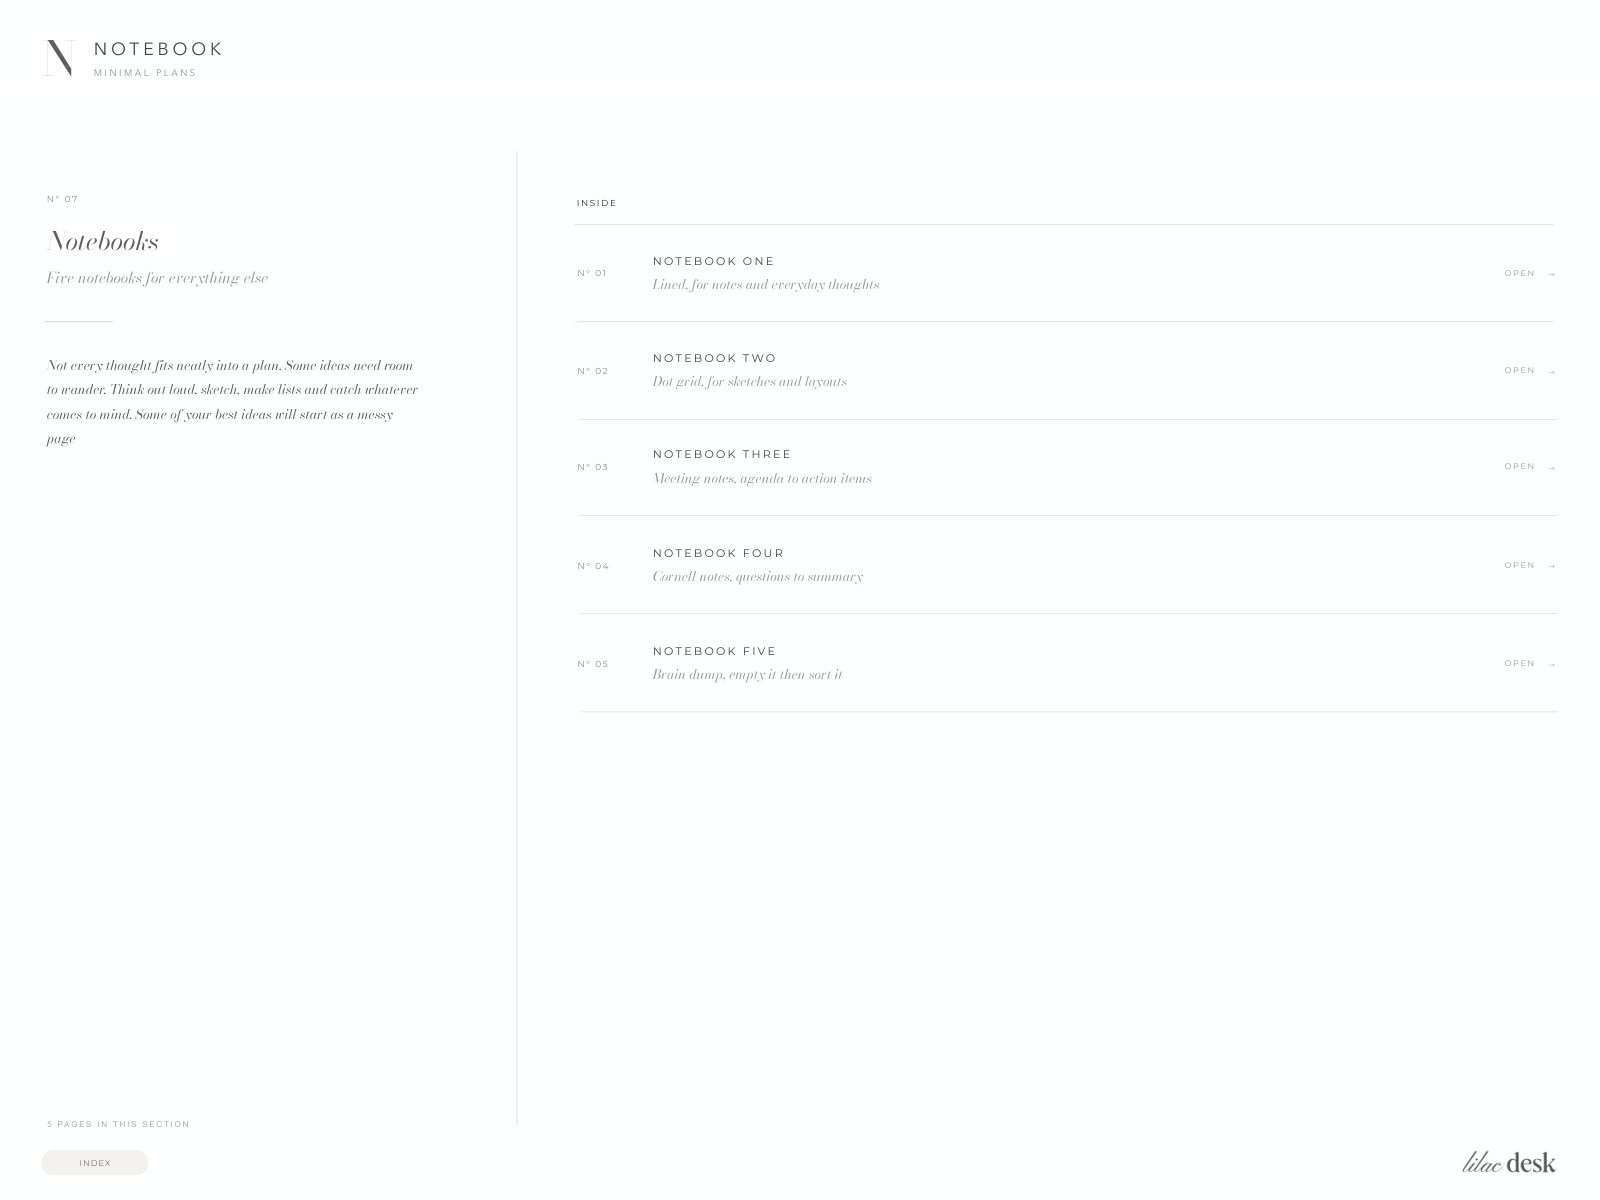 N
NOTEBOOK
MINIMAL PLANS
N° 07
Notebooks
Five notebooks for everything else
Not every thought fits neatly into a plan. Some ideas need room
to wander. Think out loud, sketch, make lists and catch whatever
comes to mind. Some of your best ideas will start as a messy
page
5 PAGES IN THIS SECTION
INDEX
INSIDE
N° 01
NOTEBOOK ONE
Lined, for notes and everyday thoughts
OPEN →
N° 02
NOTEBOOK TWO
Dot grid, for sketches and layouts
OPEN →
N° 03
NOTEBOOK THREE
Meeting notes, agenda to action items
OPEN →
N° 04
NOTEBOOK FOUR
Cornell notes, questions to summary
OPEN →
N° 05
NOTEBOOK FIVE
Brain dump, empty it then sort it
OPEN →
lilac desk